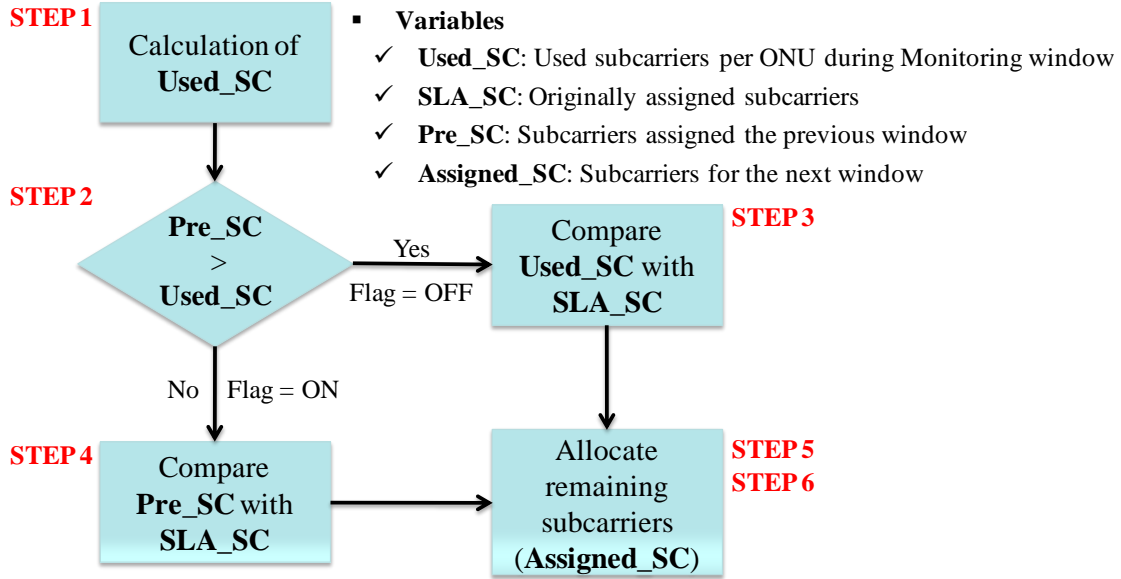 STEP 1
Calculation of
Used_SC
▪ Variables
✓ Used_SC: Used subcarriers per ONU during Monitoring window
✓ SLA_SC: Originally assigned subcarriers
✓ Pre_SC: Subcarriers assigned the previous window
✓ Assigned_SC: Subcarriers for the next window
STEP 2
Pre_SC
>
Used_SC
Yes
Flag = OFF
STEP 3
Compare
Used_SC with
SLA_SC
No
Flag = ON
STEP 4
Compare
Pre_SC with
SLA_SC
Allocate
remaining
subcarriers
(Assigned_SC)
STEP 5
STEP 6